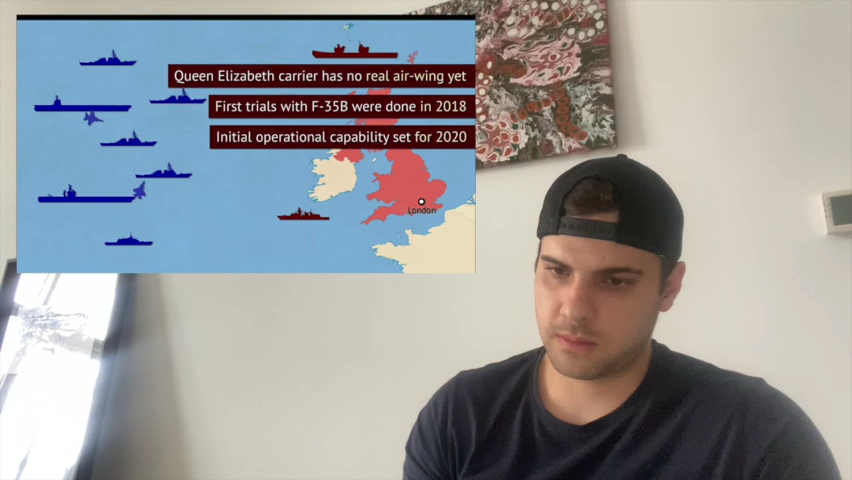 Queen Elizabeth carrier has no real air-wing yet
First trials with F-35B were done in 2018
Initial operational capability set for 2020
London